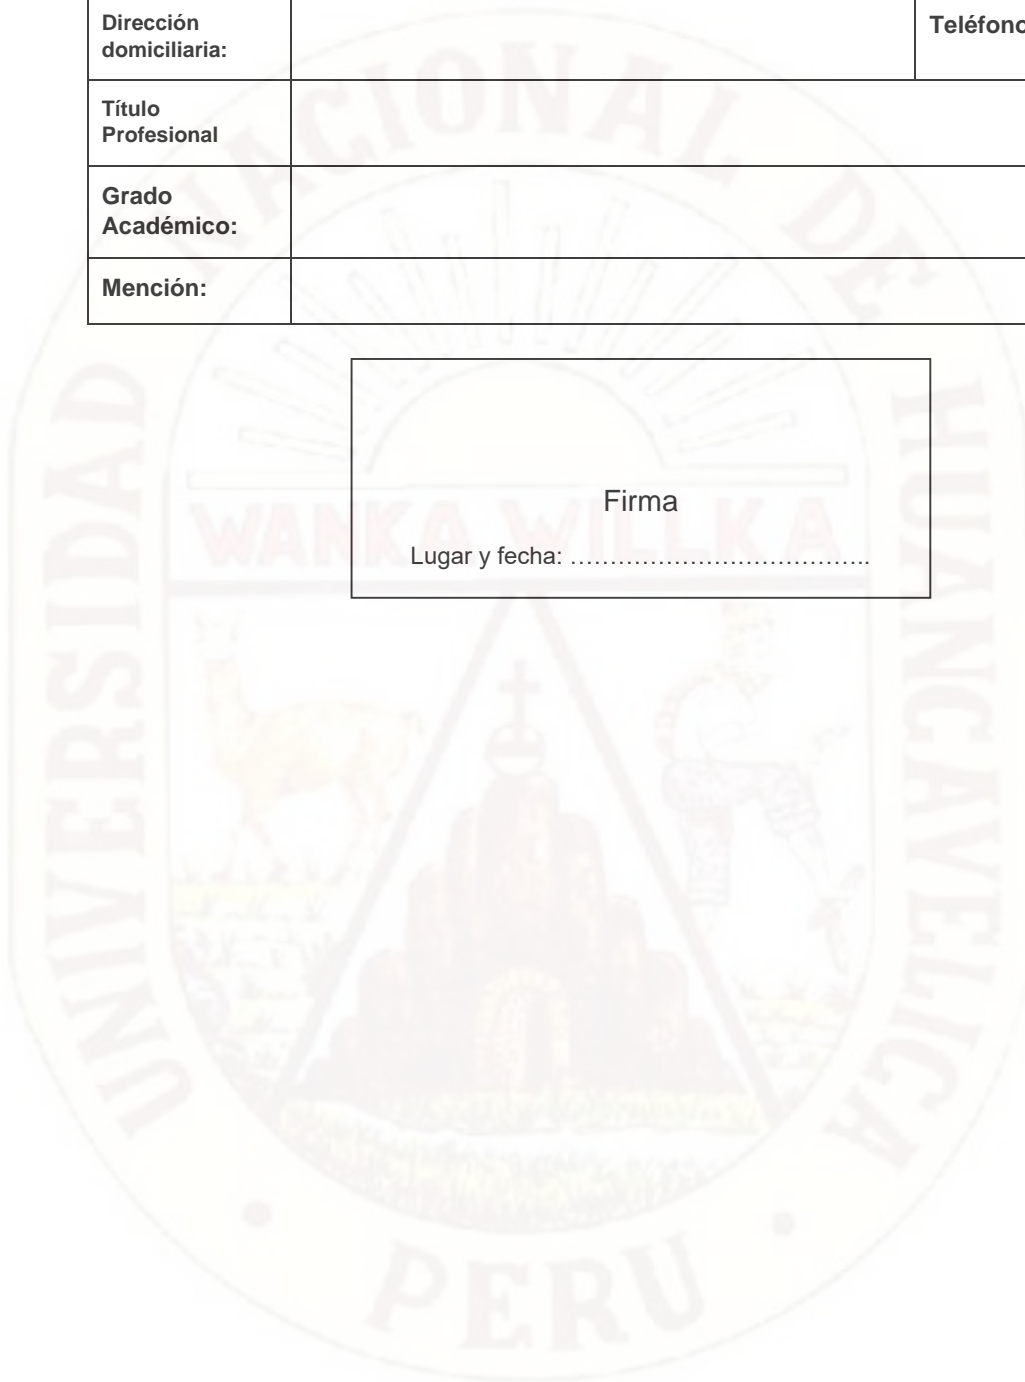 Dirección
domiciliaria:
Teléfono
Título
Profesional
Grado
Académico:
Mención:
Firma
Lugar y fecha: ………………………………..
UNIVERSIDAD NACIONAL DE HUANCAVELICA
WANKA WILLKA
PERU